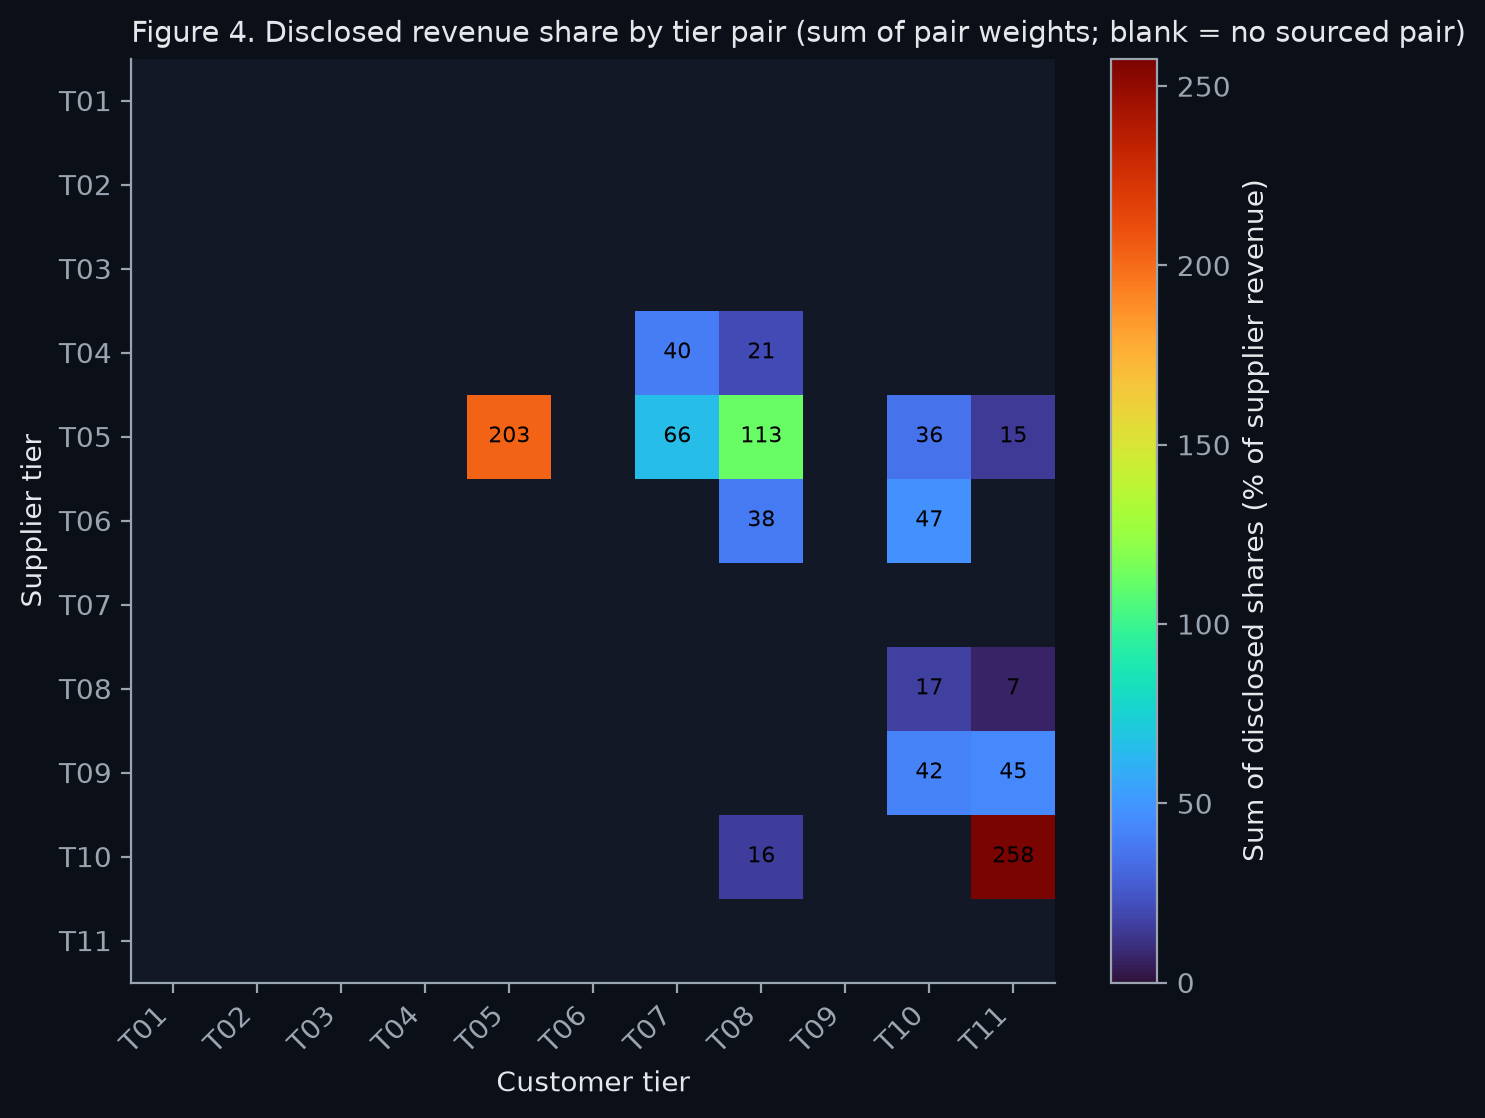 Figure 4. Disclosed revenue share by tier pair (sum of pair weights; blank = no sourced pair)
Supplier tier
T01
T02
T03
T04 40 21
T05 203 66 113 36 15
T06 38 47
T07
T08 17 7
T09 42 45
T10 16 258
T11
T01 T02 T03 T04 T05 T06 T07 T08 T09 T10 T11
Customer tier
250
200
150
100
50
0
Sum of disclosed shares (% of supplier revenue)